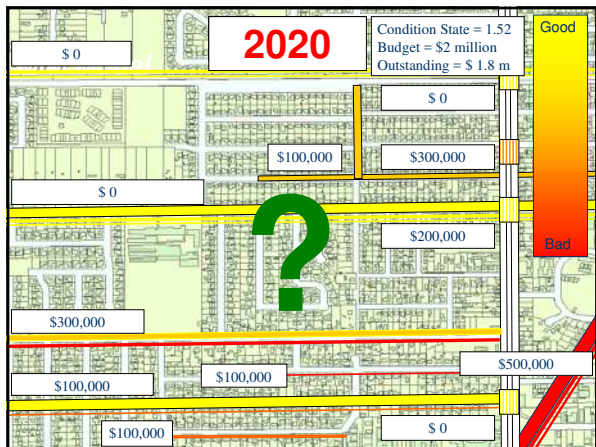 2020
Condition State = 1.52
Budget = $2 million
Outstanding = $ 1.8 m
Good
$ 0
$ 0
$100,000
$300,000
$ 0
?
$200,000
Bad
$300,000
$500,000
$100,000
$100,000
$100,000
$ 0